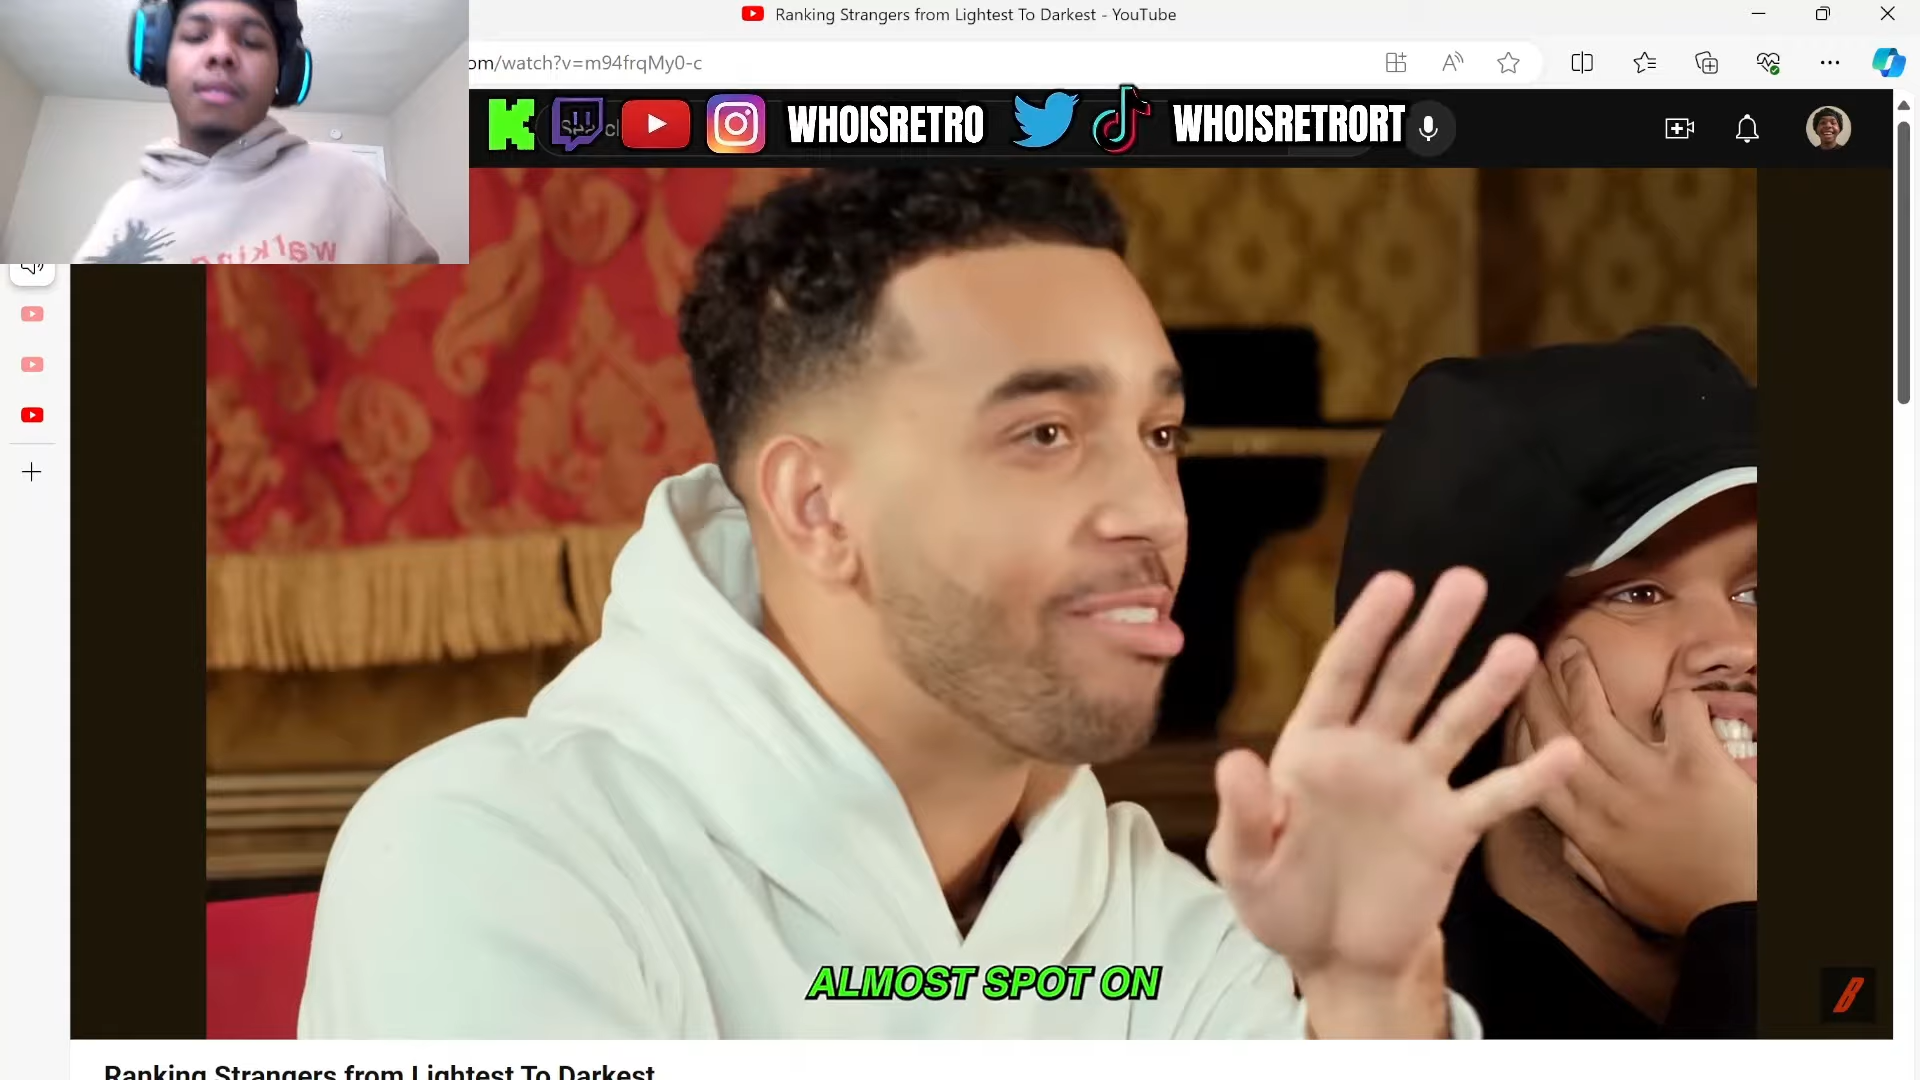 Ranking Strangers from Lightest To Darkest - YouTube
om/watch?v=m94frqMy0-c
WHOISRETRO
WHOISRETRORT
walking
ALMOST SPOT ON
B
Ranking Strangers from Lightest To Darkest